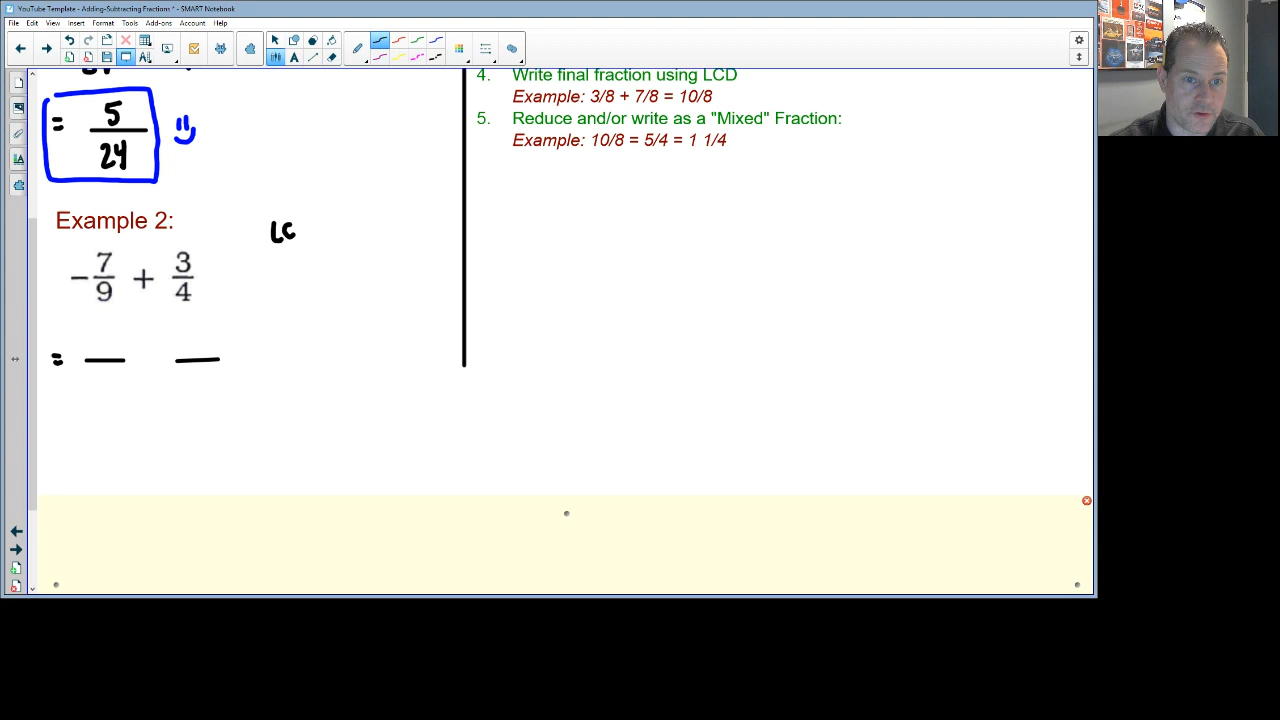 YouTube Template - Adding-Subtracting Fractions * - SMART Notebook
File Edit View Insert Format Tools Add-ons Account Help
= 5/24
Example 2:
LC
-7/9 + 3/4
=
4. Write final fraction using LCD
Example: 3/8 + 7/8 = 10/8
5. Reduce and/or write as a "Mixed" Fraction:
Example: 10/8 = 5/4 = 1 1/4